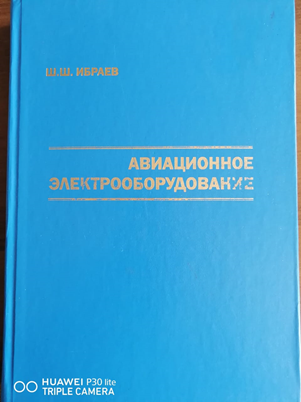 Ш.Ш. ИБРАЕВ
АВИАЦИОННОЕ
ЭЛЕКТРООБОРУДОВАНИЕ
HUAWEI P30 lite
TRIPLE CAMERA